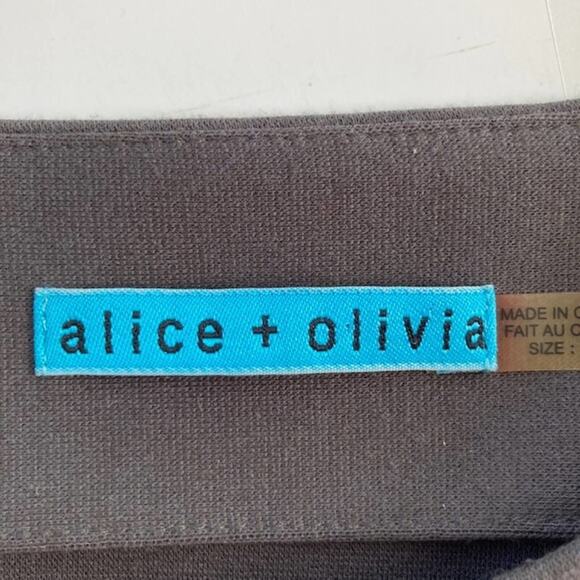 alice + olivia
MADE IN C
FAIT AU C
SIZE :